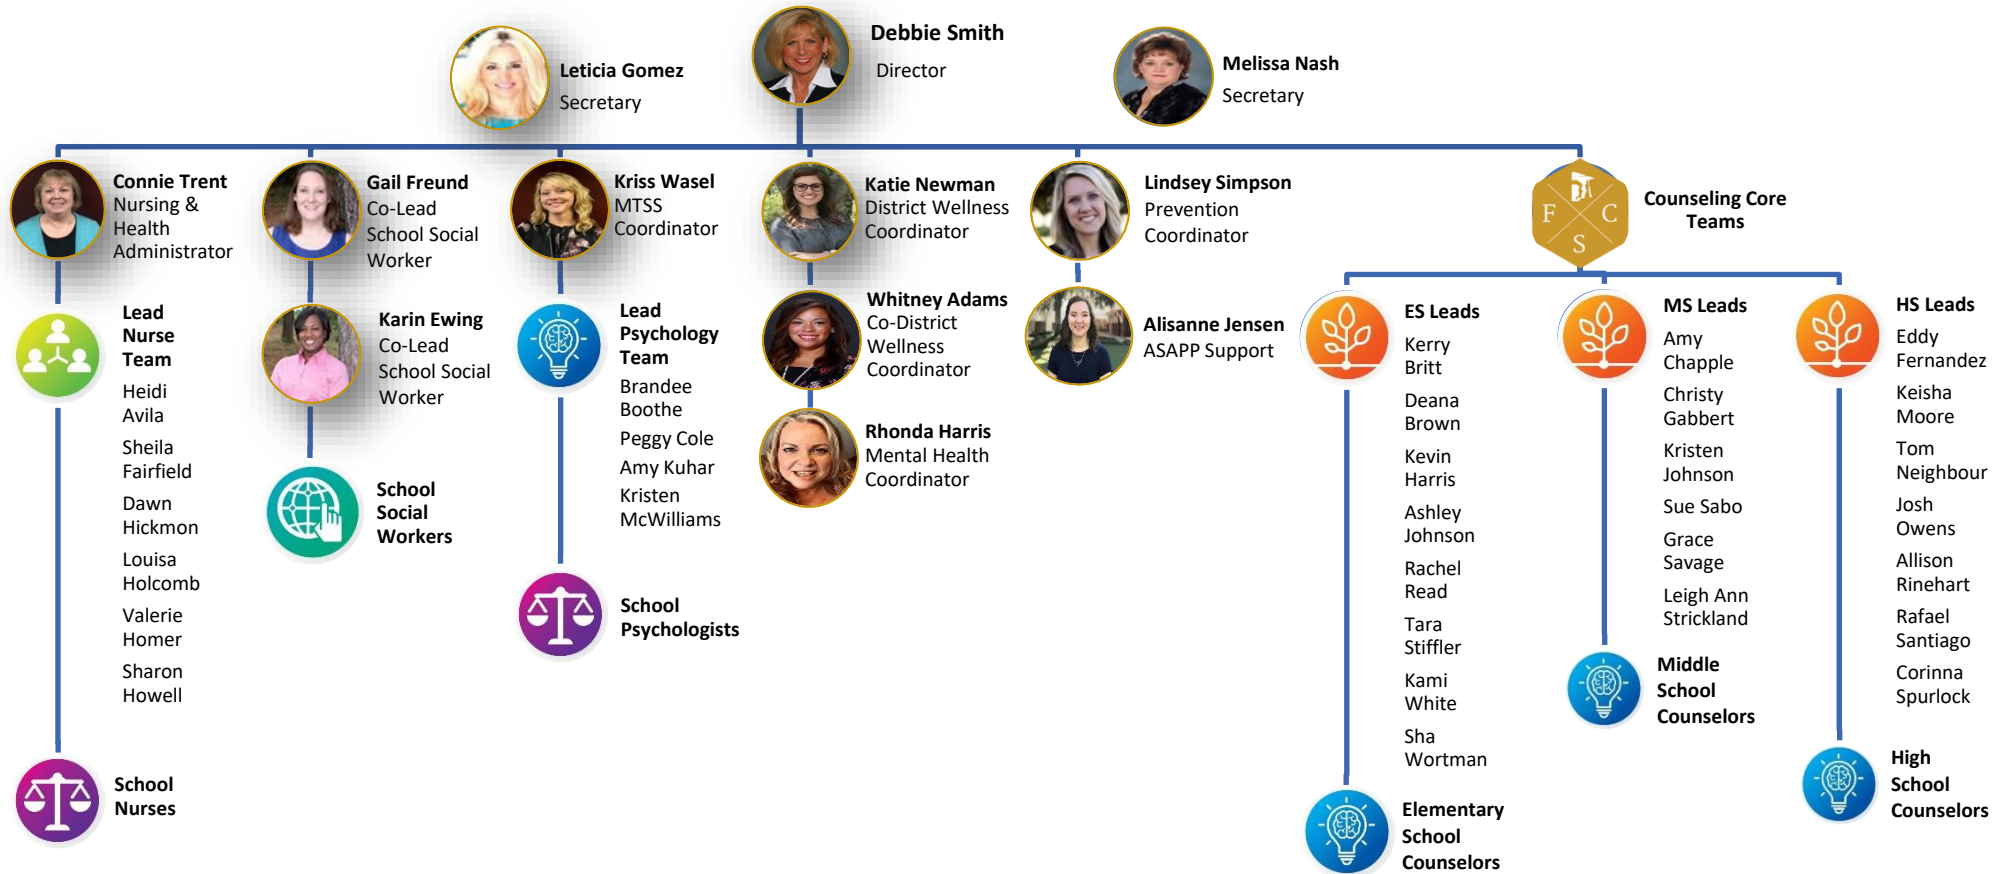 Debbie Smith
Director
Leticia Gomez
Secretary
Melissa Nash
Secretary
Connie Trent
Nursing &
Health
Administrator
Gail Freund
Co-Lead
School Social
Worker
Kriss Wasel
MTSS
Coordinator
Katie Newman
District Wellness
Coordinator
Lindsey Simpson
Prevention
Coordinator
F C
S
Counseling Core
Teams
Lead
Nurse
Team
Heidi
Avila
Sheila
Fairfield
Dawn
Hickmon
Louisa
Holcomb
Valerie
Homer
Sharon
Howell
School
Nurses
Karin Ewing
Co-Lead
School Social
Worker
School
Social
Workers
Lead
Psychology
Team
Brandee
Boothe
Peggy Cole
Amy Kuhar
Kristen
McWilliams
School
Psychologists
Whitney Adams
Co-District
Wellness
Coordinator
Rhonda Harris
Mental Health
Coordinator
Alisanne Jensen
ASAPP Support
ES Leads
Kerry
Britt
Deana
Brown
Kevin
Harris
Ashley
Johnson
Rachel
Read
Tara
Stiffler
Kami
White
Sha
Wortman
Elementary
School
Counselors
MS Leads
Amy
Chapple
Christy
Gabbert
Kristen
Johnson
Sue Sabo
Grace
Savage
Leigh Ann
Strickland
Middle
School
Counselors
HS Leads
Eddy
Fernandez
Keisha
Moore
Tom
Neighbour
Josh
Owens
Allison
Rinehart
Rafael
Santiago
Corinna
Spurlock
High
School
Counselors